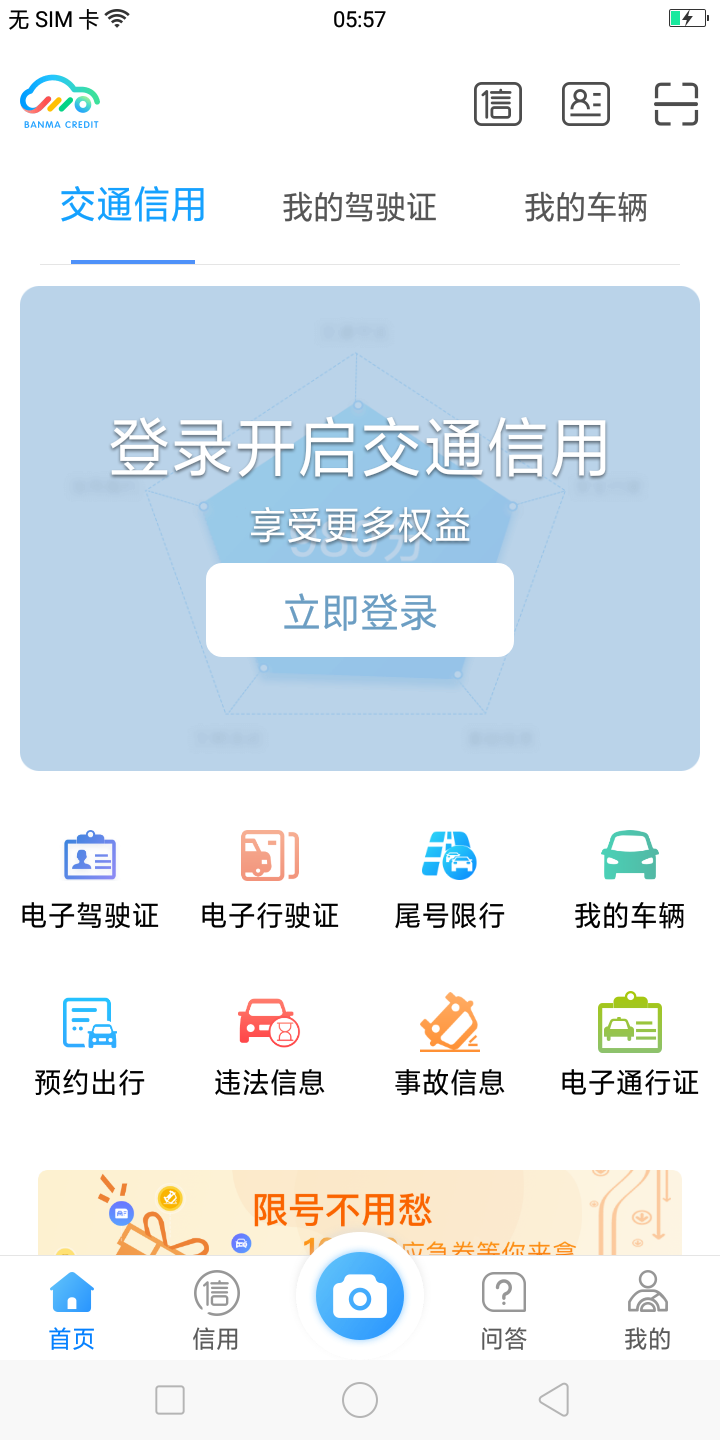 无 SIM 卡
05:57
BANMA CREDIT
信
交通信用
我的驾驶证
我的车辆
登录开启交通信用
享受更多权益
立即登录
电子驾驶证
电子行驶证
尾号限行
我的车辆
预约出行
违法信息
事故信息
电子通行证
限号不用愁
应急券等你来拿
首页
信
信用
?
问答
我的